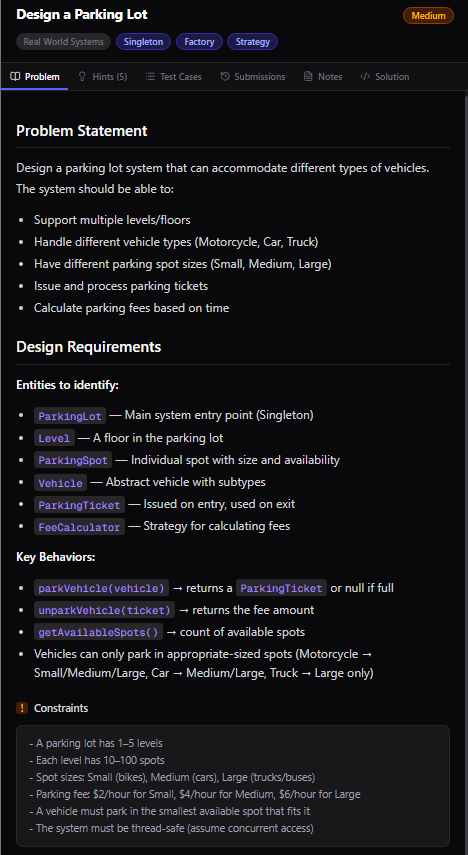 Design a Parking Lot
Medium
Real World Systems Singleton Factory Strategy
Problem Hints (5) Test Cases Submissions Notes Solution
Problem Statement
Design a parking lot system that can accommodate different types of vehicles.
The system should be able to:
• Support multiple levels/floors
• Handle different vehicle types (Motorcycle, Car, Truck)
• Have different parking spot sizes (Small, Medium, Large)
• Issue and process parking tickets
• Calculate parking fees based on time
Design Requirements
Entities to identify:
• ParkingLot — Main system entry point (Singleton)
• Level — A floor in the parking lot
• ParkingSpot — Individual spot with size and availability
• Vehicle — Abstract vehicle with subtypes
• ParkingTicket — Issued on entry, used on exit
• FeeCalculator — Strategy for calculating fees
Key Behaviors:
• parkVehicle(vehicle) → returns a ParkingTicket or null if full
• unparkVehicle(ticket) → returns the fee amount
• getAvailableSpots() → count of available spots
• Vehicles can only park in appropriate-sized spots (Motorcycle →
Small/Medium/Large, Car → Medium/Large, Truck → Large only)
! Constraints
- A parking lot has 1–5 levels
- Each level has 10–100 spots
- Spot sizes: Small (bikes), Medium (cars), Large (trucks/buses)
- Parking fee: $2/hour for Small, $4/hour for Medium, $6/hour for Large
- A vehicle must park in the smallest available spot that fits it
- The system must be thread-safe (assume concurrent access)